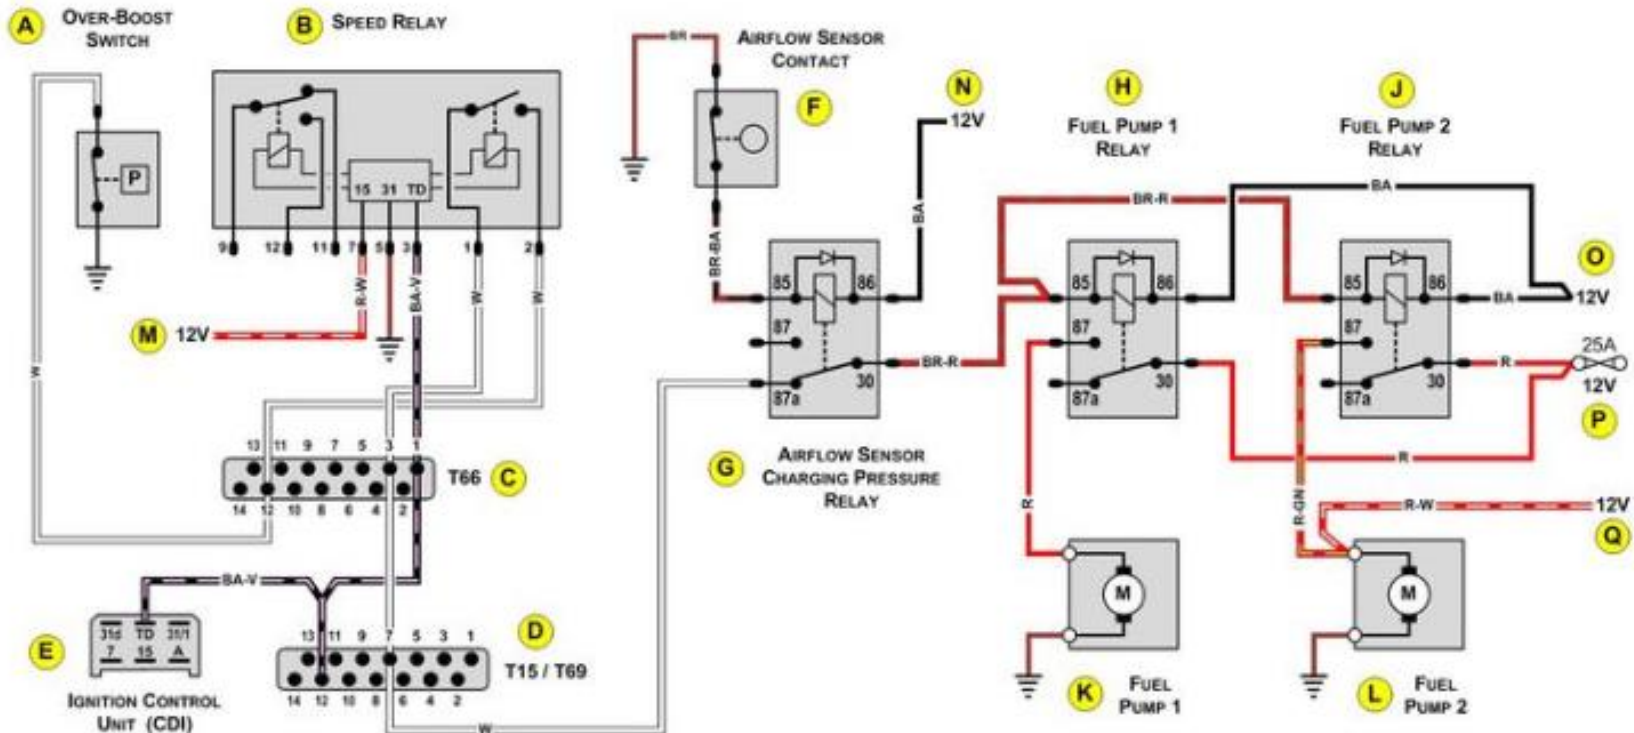 A OVER-BOOST SWITCH
B SPEED RELAY
P
15 31 TD
9 12 11 7 5 3 1 2
R-W
BA-V
W
W
M 12V
W
13 11 9 7 5 3 1
T66 C
14 12 10 8 6 4 2
BA-V
E
31d TD 31/1
7 15 A
IGNITION CONTROL UNIT (CDI)
D
13 11 9 7 5 3 1
T15 / T69
14 12 10 8 6 4 2
W
BR
AIRFLOW SENSOR CONTACT
F
N
12V
BA
BR-BA
85 86
87
30
87a
BR-R
G AIRFLOW SENSOR CHARGING PRESSURE RELAY
H
FUEL PUMP 1 RELAY
BR-R
85 86
87
30
87a
J
FUEL PUMP 2 RELAY
BA
85 86
87
30
87a
O
BA 12V
25A
R
12V
P
R
R
R-GN
R-W 12V
Q
M
K FUEL PUMP 1
M
L FUEL PUMP 2